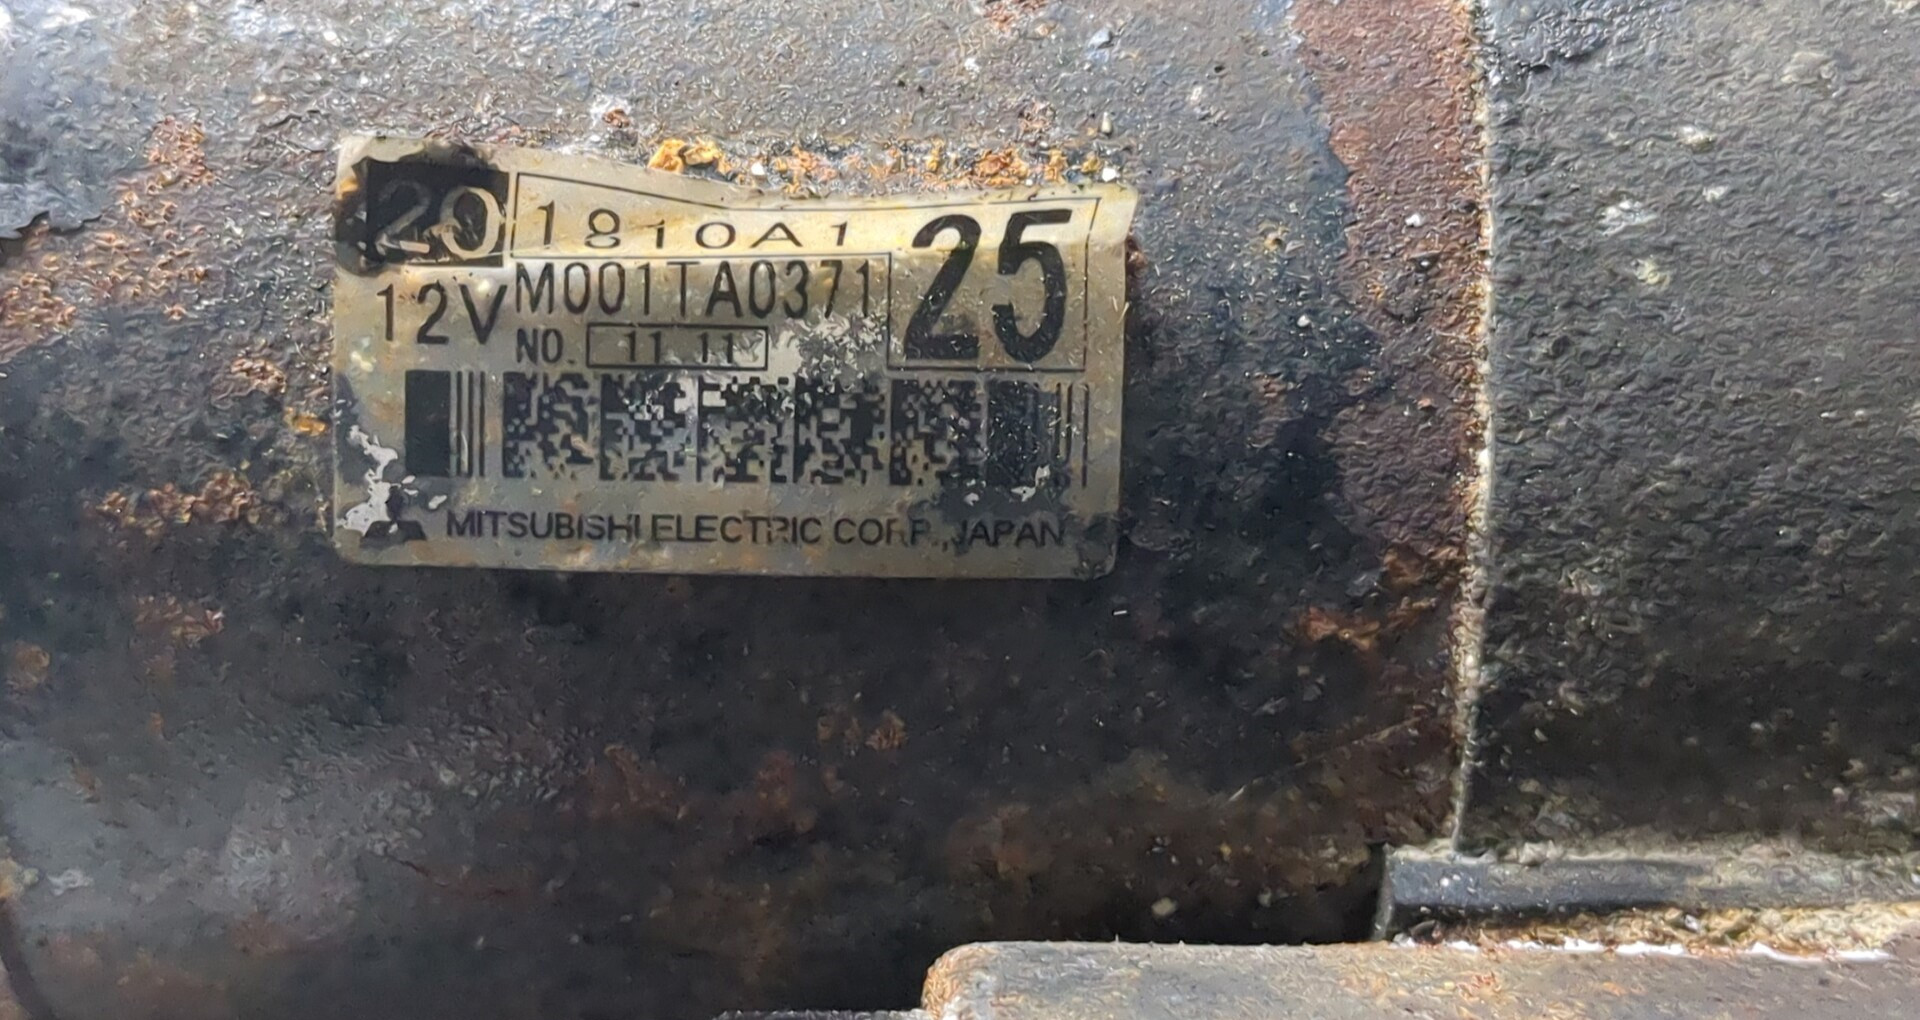 20 1810A1 25
12V M001TA0371
NO. 11 11
MITSUBISHI ELECTRIC CORP., JAPAN